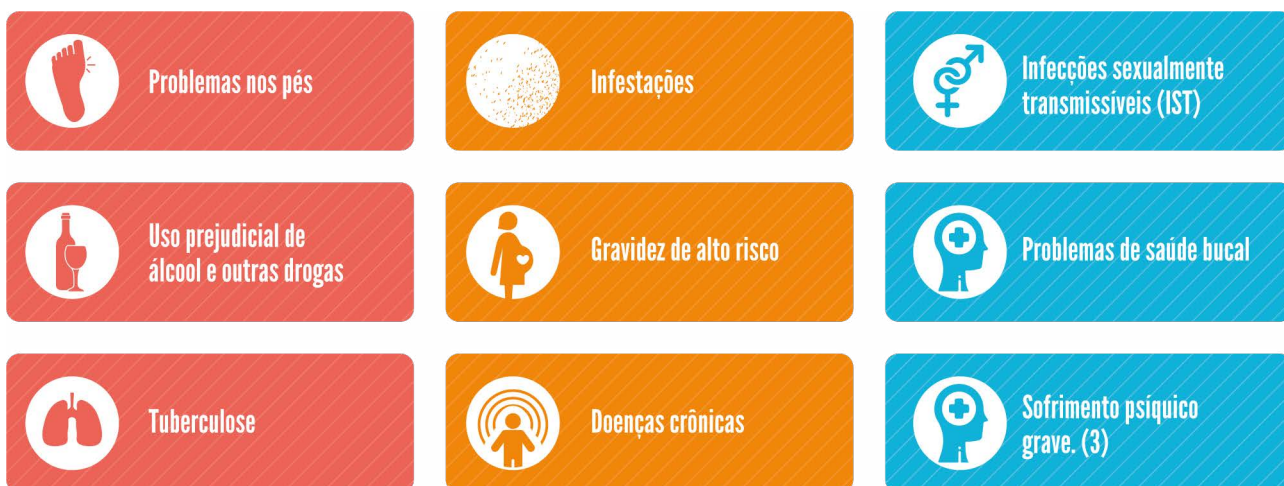 Problemas nos pés
Infestações
Infecções sexualmente
transmissíveis (IST)
Uso prejudicial de
álcool e outras drogas
Gravidez de alto risco
Problemas de saúde bucal
Tuberculose
Doenças crônicas
Sofrimento psíquico
grave. (3)